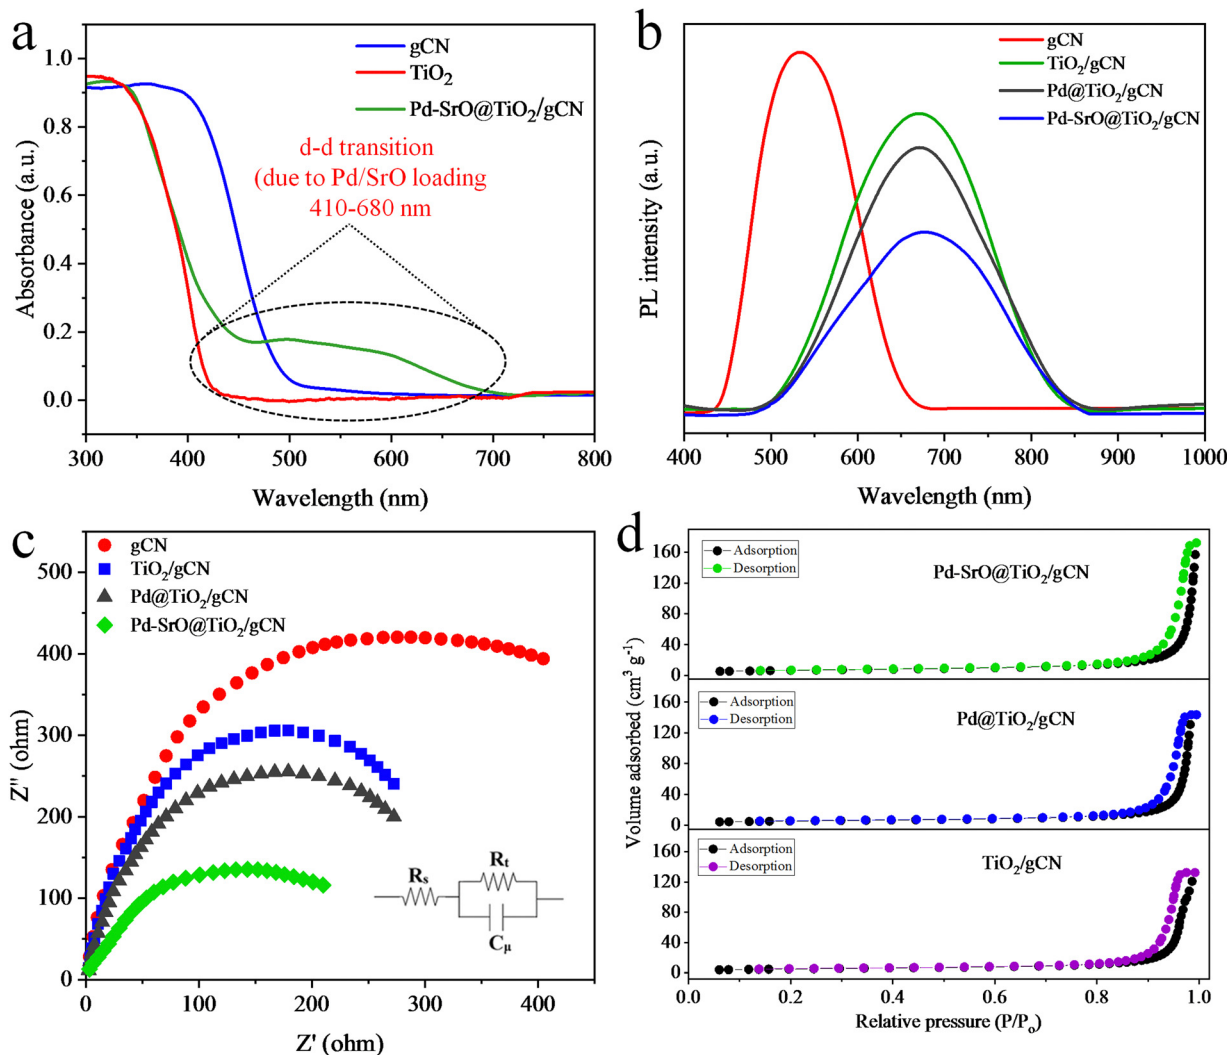 a
gCN
TiO₂
Pd-SrO@TiO₂/gCN
d-d transition
(due to Pd/SrO loading
410-680 nm
1.0
0.8
0.6
0.4
0.2
0.0
Absorbance (a.u.)
300 400 500 600 700 800
Wavelength (nm)
b
gCN
TiO₂/gCN
Pd@TiO₂/gCN
Pd-SrO@TiO₂/gCN
PL intensity (a.u.)
400 500 600 700 800 900 1000
Wavelength (nm)
c
gCN
TiO₂/gCN
Pd@TiO₂/gCN
Pd-SrO@TiO₂/gCN
500
400
300
200
100
0
Z'' (ohm)
Rₛ
Rₜ
C_μ
0 100 200 300 400
Z' (ohm)
d
Adsorption
Desorption
Pd-SrO@TiO₂/gCN
160
120
80
40
0
Adsorption
Desorption
Pd@TiO₂/gCN
160
120
80
40
0
Adsorption
Desorption
TiO₂/gCN
160
120
80
40
0
Volume adsorbed (cm³ g⁻¹)
0.0 0.2 0.4 0.6 0.8 1.0
Relative pressure (P/Pₒ)